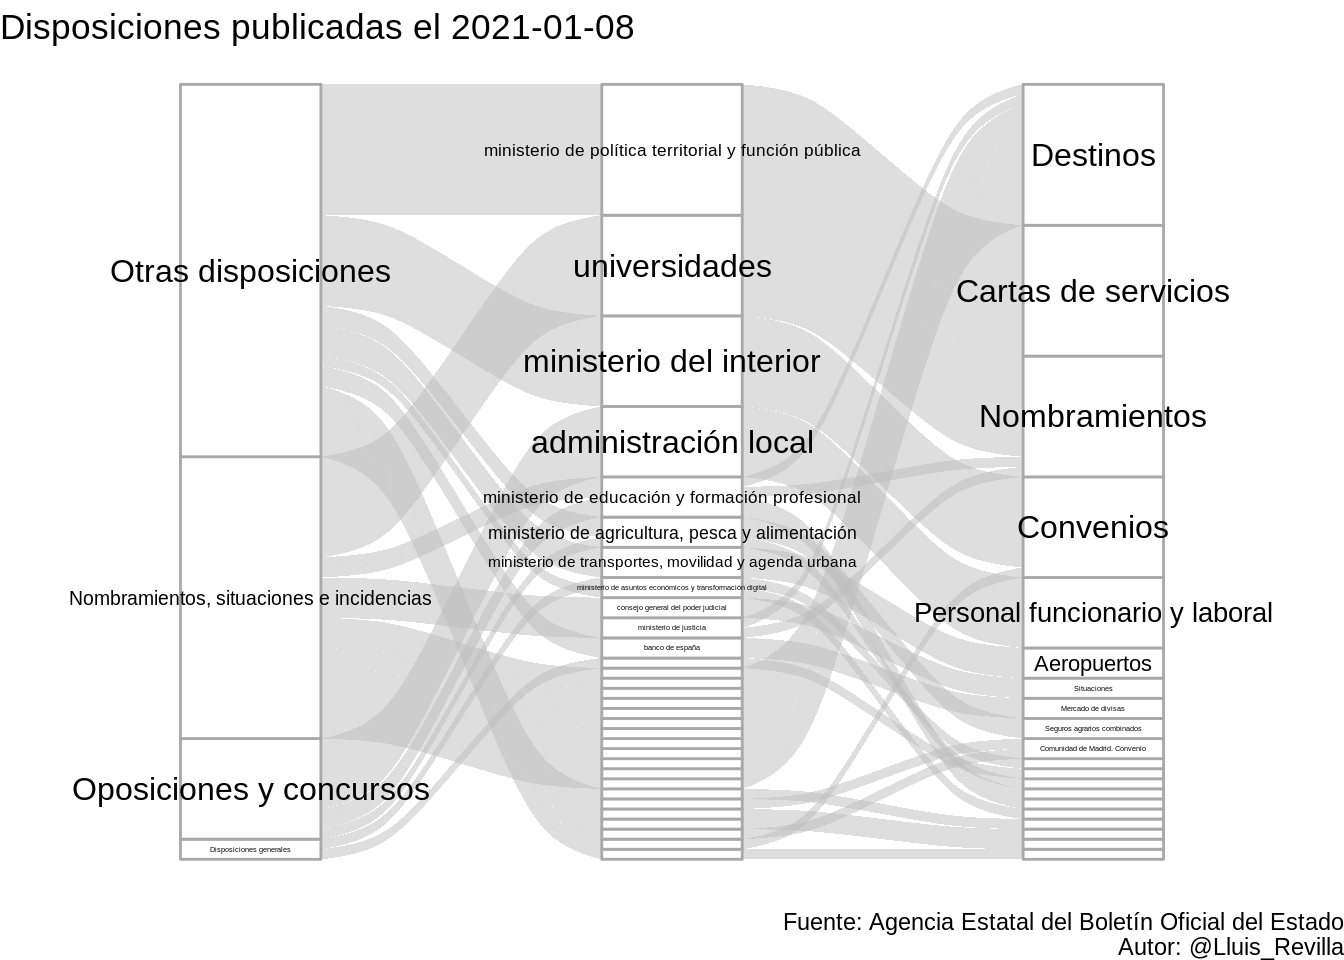 Disposiciones publicadas el 2021-01-08
Otras disposiciones
Nombramientos, situaciones e incidencias
Oposiciones y concursos
Disposiciones generales
ministerio de política territorial y función pública
universidades
ministerio del interior
administración local
ministerio de educación y formación profesional
ministerio de agricultura, pesca y alimentación
ministerio de transportes, movilidad y agenda urbana
ministerio de asuntos económicos y transformación digital
consejo general del poder judicial
ministerio de justicia
banco de españa
Destinos
Cartas de servicios
Nombramientos
Convenios
Personal funcionario y laboral
Aeropuertos
Situaciones
Mercado de divisas
Seguros agrarios combinados
Comunidad de Madrid. Convenio
Fuente: Agencia Estatal del Boletín Oficial del Estado
Autor: @Lluis_Revilla